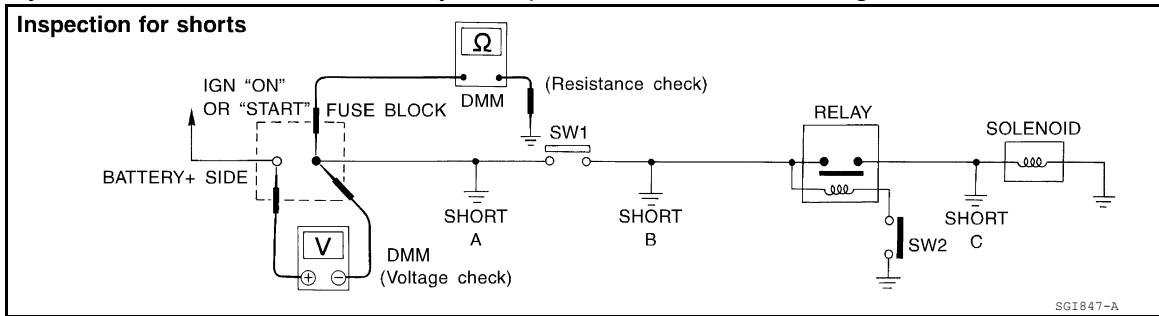 Inspection for shorts
Ω
DMM
(Resistance check)
IGN "ON"
OR "START"
FUSE BLOCK
BATTERY+ SIDE
SW1
RELAY
SOLENOID
SHORT
A
SHORT
B
SHORT
C
SW2
V
+ −
DMM
(Voltage check)
SGI847-A